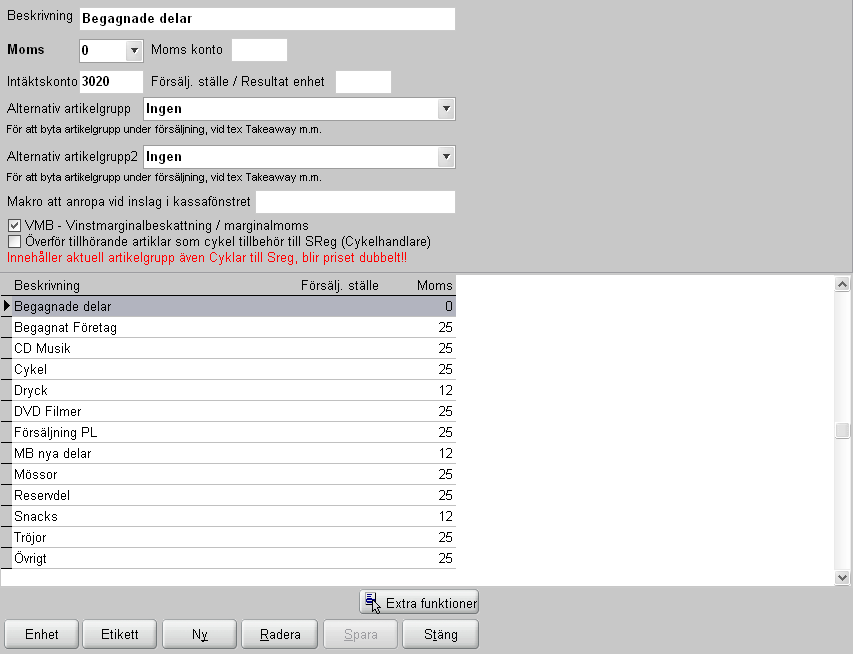 Beskrivning Begagnade delar
Moms 0 Moms konto
Intäktskonto 3020 Försälj. ställe / Resultat enhet
Alternativ artikelgrupp Ingen
För att byta artikelgrupp under försäljning, vid tex Takeaway m.m.
Alternativ artikelgrupp2 Ingen
För att byta artikelgrupp under försäljning, vid tex Takeaway m.m.
Makro att anropa vid inslag i kassafönstret
VMB - Vinstmarginalbeskattning / marginalmoms
Överför tillhörande artiklar som cykel tillbehör till SReg (Cykelhandlare)
Innehåller aktuell artikelgrupp även Cyklar till Sreg, blir priset dubbelt!!
Beskrivning Försälj. ställe Moms
Begagnade delar 0
Begagnat Företag 25
CD Musik 25
Cykel 25
Dryck 12
DVD Filmer 25
Försäljning PL 25
MB nya delar 12
Mössor 25
Reservdel 25
Snacks 12
Tröjor 25
Övrigt 25
Extra funktioner
Enhet Etikett Ny Radera Spara Stäng